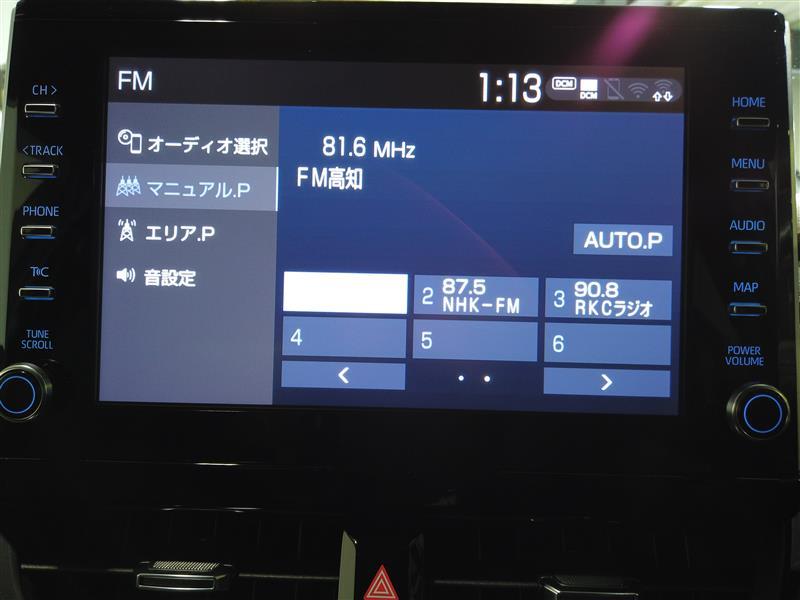 FM
1:13
DCM
DCM
オーディオ選択
マニュアル.P
エリア.P
音設定
81.6 MHz
FM高知
AUTO.P
2 87.5
NHK-FM
3 90.8
RKCラジオ
4
5
6
<
>
CH >
< TRACK
PHONE
T C
TUNE
SCROLL
HOME
MENU
AUDIO
MAP
POWER
VOLUME